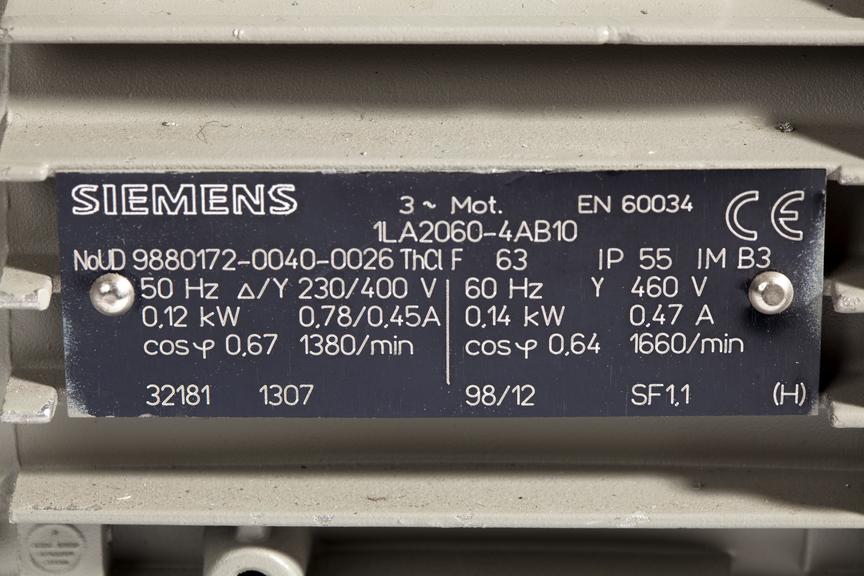 SIEMENS 3 ~ Mot. EN 60034 CE
1LA2060-4AB10
NoUD 9880172-0040-0026 ThCl F 63 IP 55 IM B3
50 Hz △/Y 230/400 V 60 Hz Y 460 V
0,12 kW 0,78/0,45A 0,14 kW 0,47 A
cosφ 0,67 1380/min cosφ 0,64 1660/min
32181 1307 98/12 SF1,1 (H)